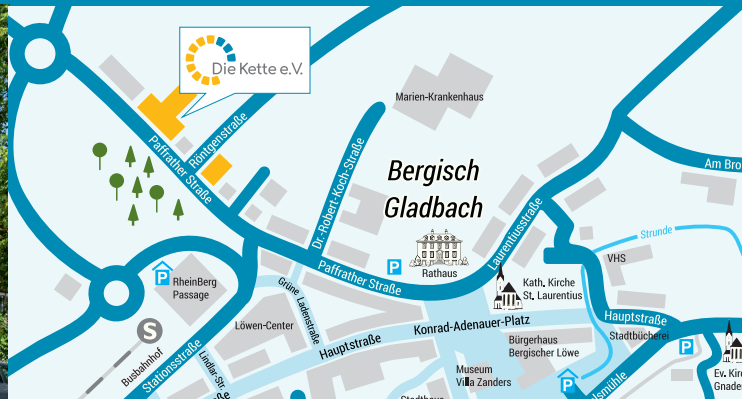 Die Kette e.V.
Marien-Krankenhaus
Röntgenstraße
Paffrather Straße
Dr.-Robert-Koch-Straße
Bergisch
Gladbach
Am Bro
Laurentiusstraße
Strunde
Rathaus
P
Paffrather Straße
VHS
P
RheinBerg
Passage
Kath. Kirche
St. Laurentius
Grüne Ladenstraße
S
Busbahnhof
Stationsstraße
Löwen-Center
Lindlar-Str.
Hauptstraße
Konrad-Adenauer-Platz
Hauptstraße
Stadtbücherei
P
Bürgerhaus
Bergischer Löwe
Museum
Villa Zanders
P
Ev. Kir
Gnaden